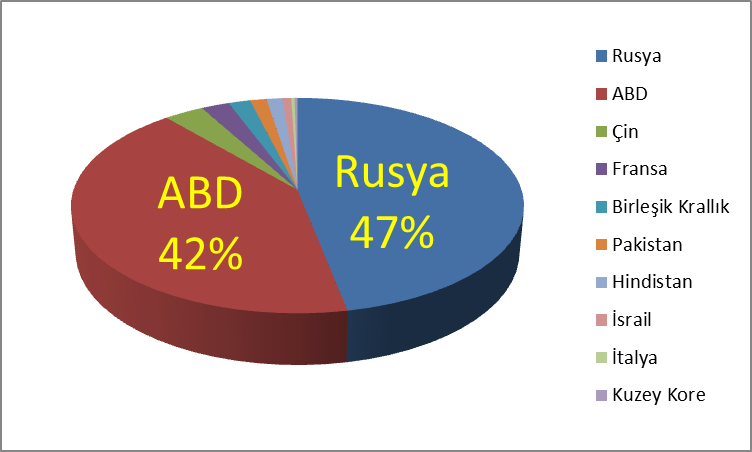 Rusya
47%
ABD
42%
Rusya
ABD
Çin
Fransa
Birleşik Krallık
Pakistan
Hindistan
İsrail
İtalya
Kuzey Kore